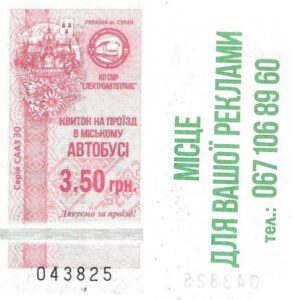 УКРАЇНА м. СУМИ
КП СМР
"ЕЛЕКТРОАВТОТРАНС"
КВИТОК НА ПРОЇЗД
В МІСЬКОМУ
АВТОБУСІ
3.50 грн.
Дякуємо за проїзд!
Серія СААЗ 30
043825
МІСЦЕ
ДЛЯ ВАШОЇ РЕКЛАМИ
тел.: 067 106 89 60